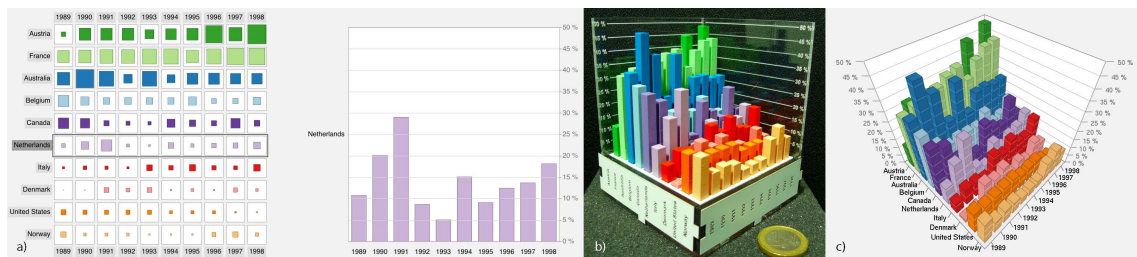 1989 1990 1991 1992 1993 1994 1995 1996 1997 1998
Austria
France
Australia
Belgium
Canada
Netherlands
Italy
Denmark
United States
Norway
1989 1990 1991 1992 1993 1994 1995 1996 1997 1998
a)
Netherlands
50 %
45 %
40 %
35 %
30 %
25 %
20 %
15 %
10 %
5 %
0 %
1989 1990 1991 1992 1993 1994 1995 1996 1997 1998
b)
50 %
45 %
40 %
35 %
30 %
25 %
20 %
15 %
10 %
5 %
0 %
50 %
45 %
40 %
35 %
30 %
25 %
20 %
15 %
10 %
5 %
0 %
Austria
France
Australia
Belgium
Canada
Netherlands
Italy
Denmark
United States
Norway
1998
1997
1996
1995
1994
1993
1992
1991
1990
1989
c)